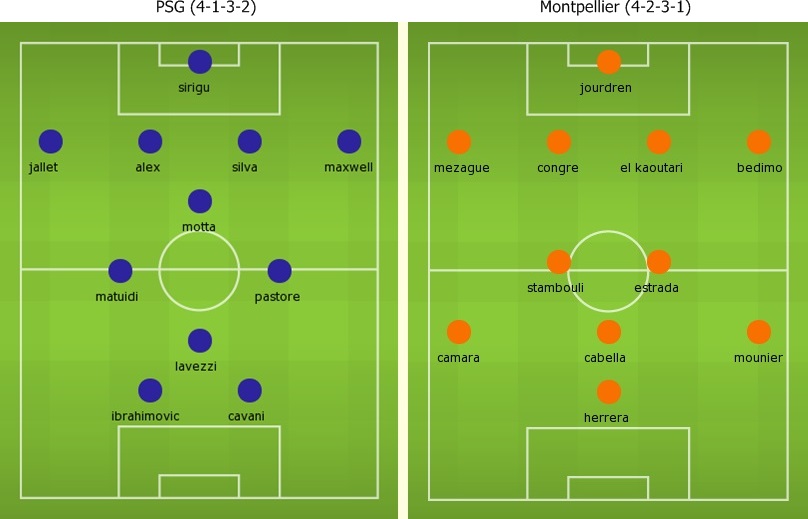 PSG (4-1-3-2)
sirigu
jallet
alex
silva
maxwell
motta
matuidi
pastore
lavezzi
ibrahimovic
cavani
Montpellier (4-2-3-1)
jourdren
mezague
congre
el kaoutari
bedimo
stambouli
estrada
camara
cabella
mounier
herrera